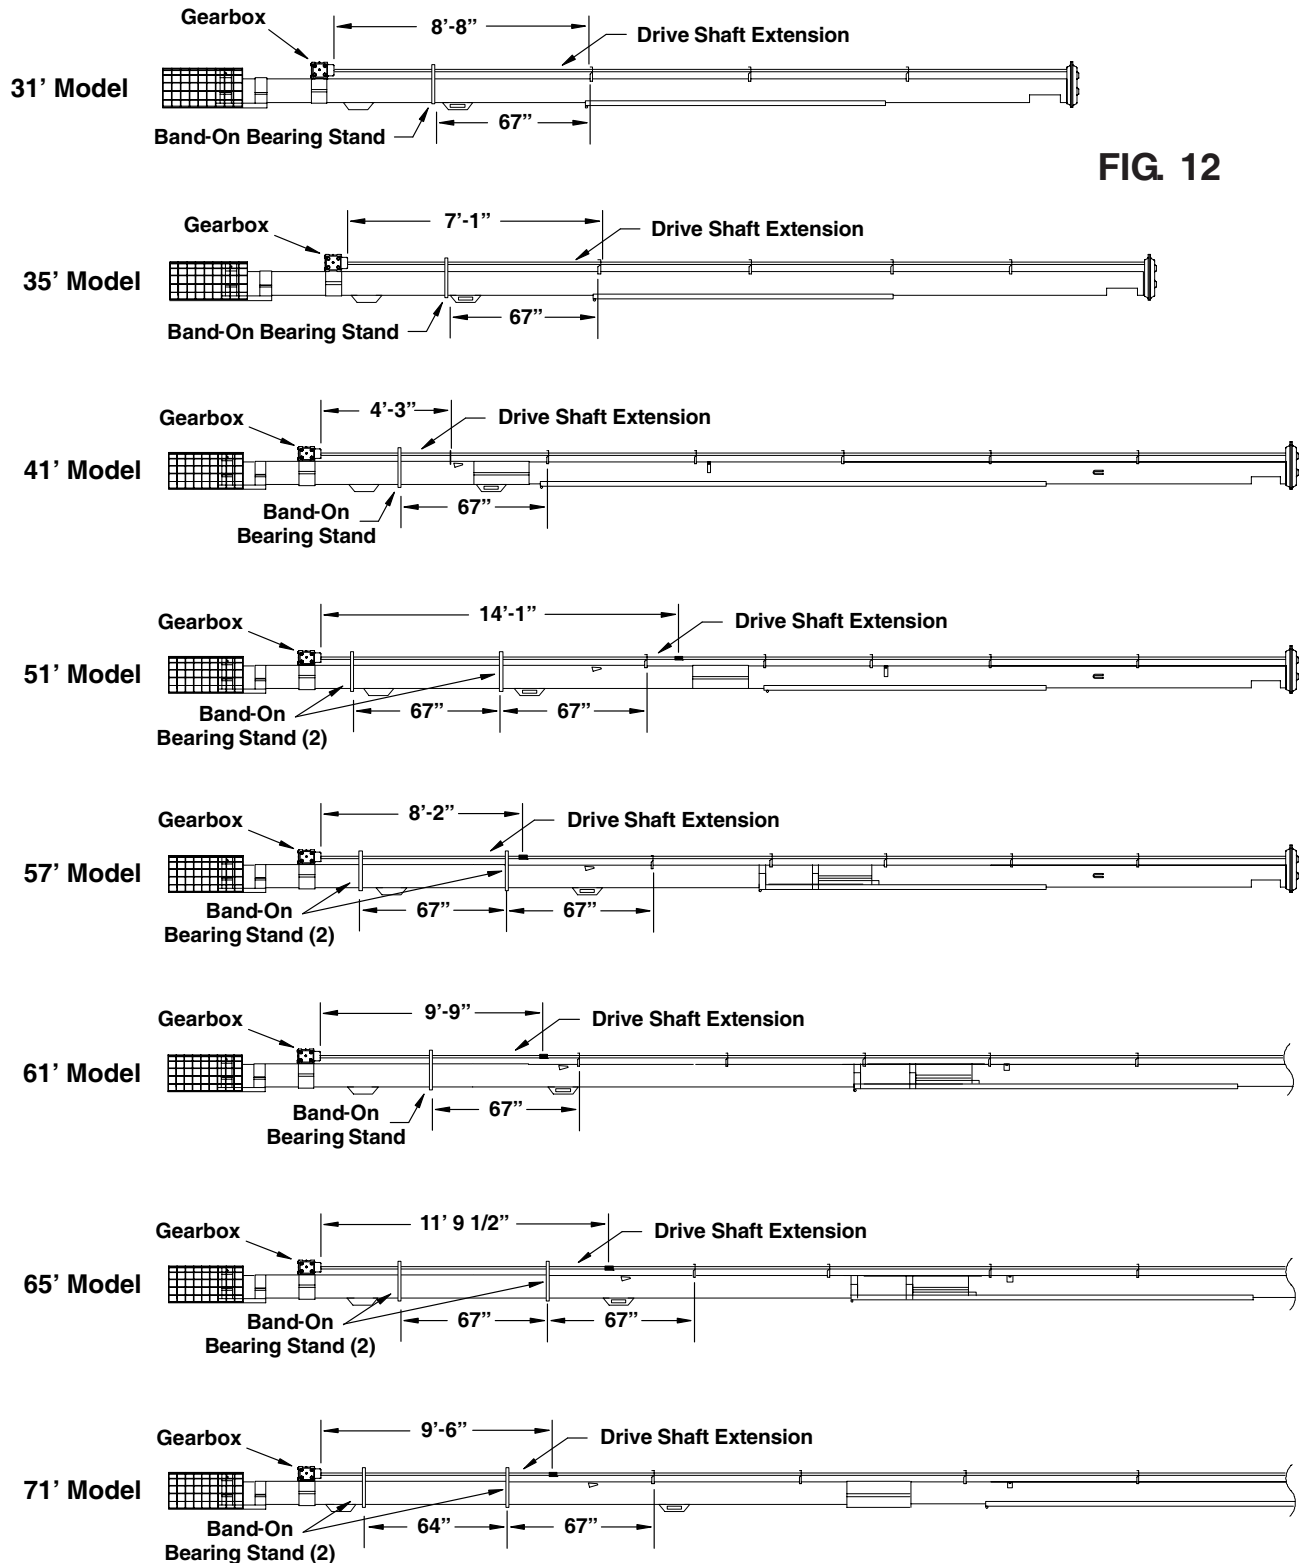 Gearbox
8’-8”
Drive Shaft Extension
31’ Model
Band-On Bearing Stand
67”
FIG. 12
Gearbox
7’-1”
Drive Shaft Extension
35’ Model
Band-On Bearing Stand
67”
Gearbox
4’-3”
Drive Shaft Extension
41’ Model
Band-On
Bearing Stand
67”
Gearbox
14’-1”
Drive Shaft Extension
51’ Model
Band-On
Bearing Stand (2)
67”
67”
Gearbox
8’-2”
Drive Shaft Extension
57’ Model
Band-On
Bearing Stand (2)
67”
67”
Gearbox
9’-9”
Drive Shaft Extension
61’ Model
Band-On
Bearing Stand
67”
Gearbox
11’ 9 1/2”
Drive Shaft Extension
65’ Model
Band-On
Bearing Stand (2)
67”
67”
Gearbox
9’-6”
Drive Shaft Extension
71’ Model
Band-On
Bearing Stand (2)
64”
67”